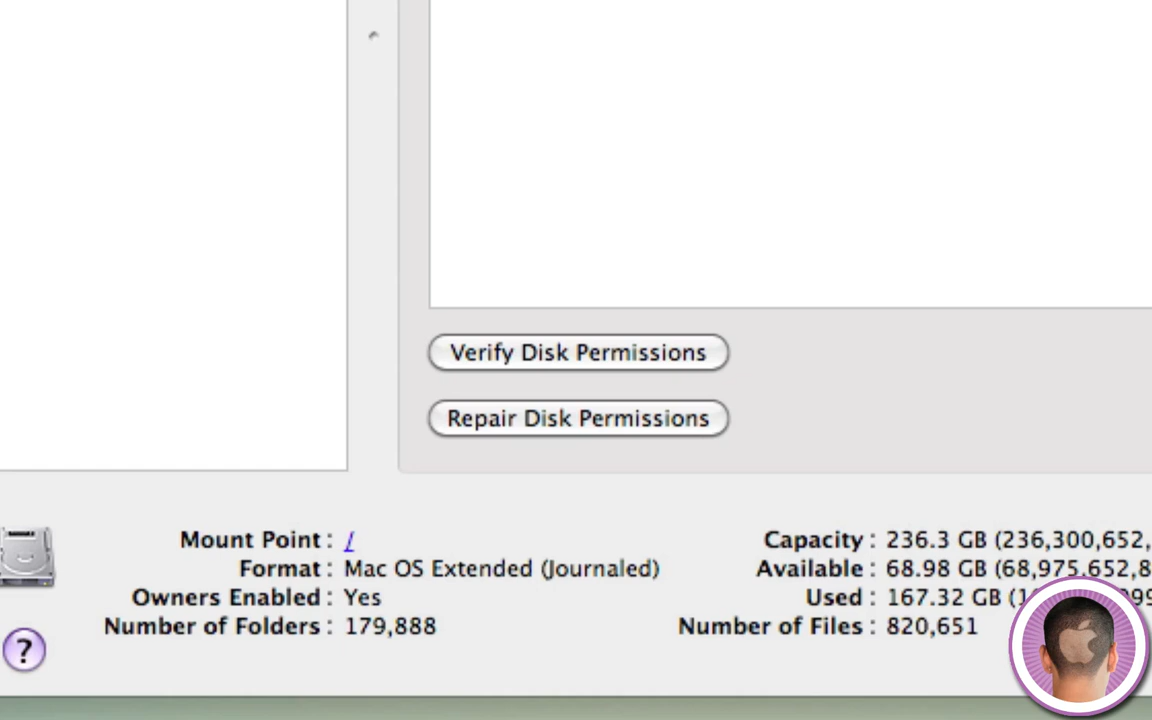 Verify Disk Permissions
Repair Disk Permissions
Mount Point : /
Format : Mac OS Extended (Journaled)
Owners Enabled : Yes
Number of Folders : 179,888
Capacity : 236.3 GB (236,300,652,
Available : 68.98 GB (68,975,652,8
Used : 167.32 GB
Number of Files : 820,651
?